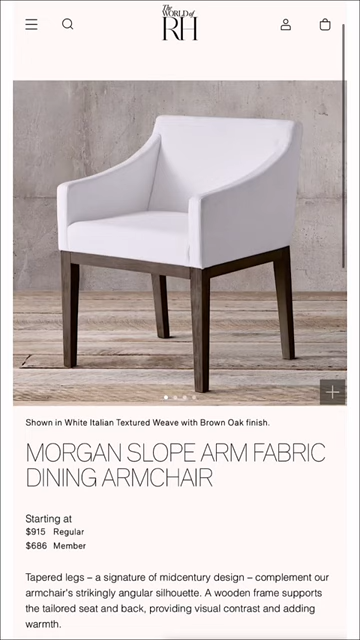 The
WORLD of
RH
Shown in White Italian Textured Weave with Brown Oak finish.
MORGAN SLOPE ARM FABRIC
DINING ARMCHAIR
Starting at
$915 Regular
$686 Member
Tapered legs – a signature of midcentury design – complement our
armchair's strikingly angular silhouette. A wooden frame supports
the tailored seat and back, providing visual contrast and adding
warmth.